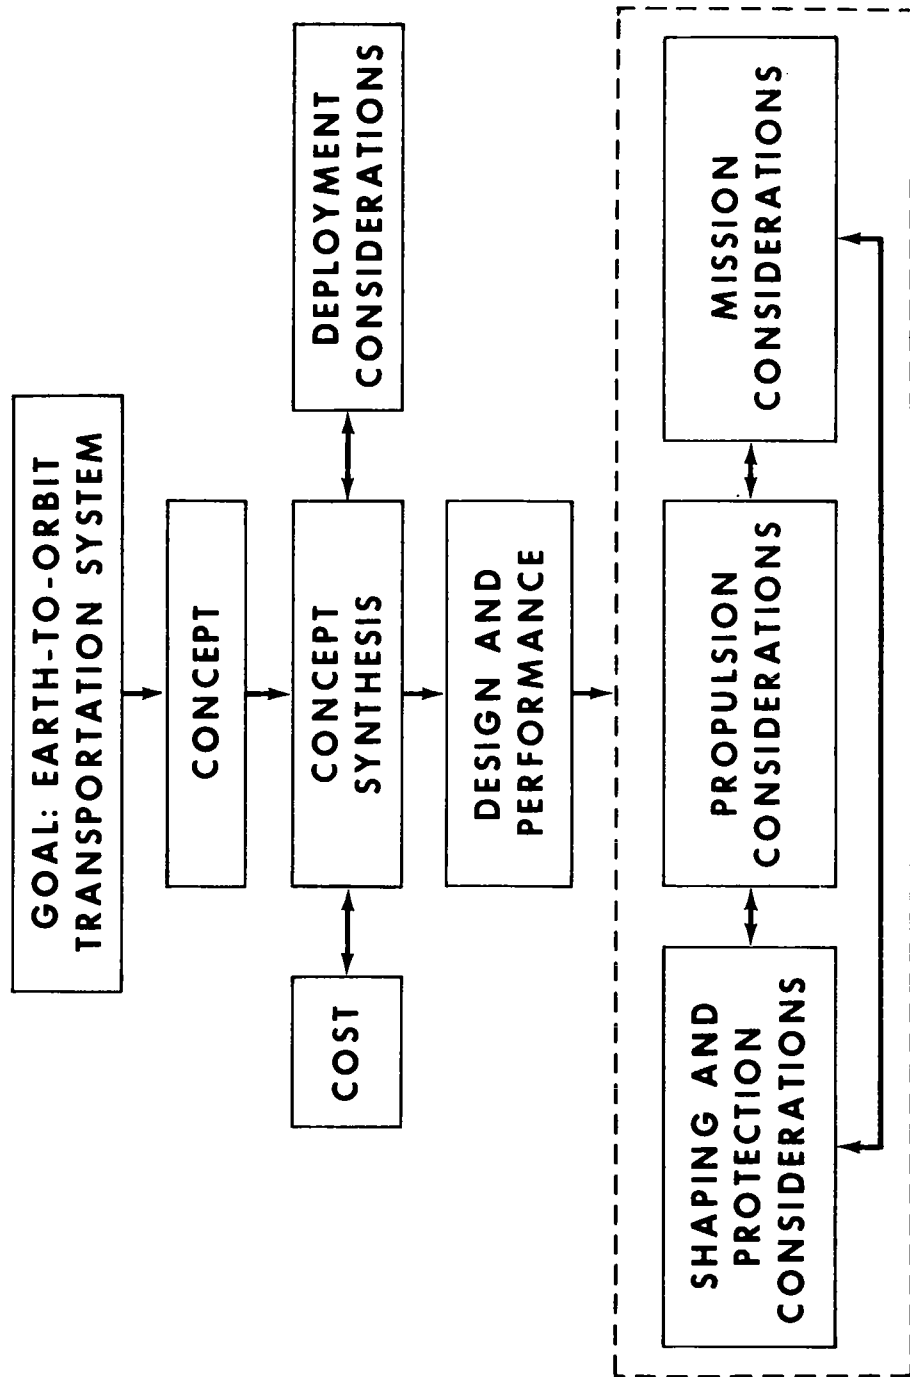 GOAL: EARTH-TO-ORBIT
TRANSPORTATION SYSTEM
CONCEPT
COST
CONCEPT
SYNTHESIS
DEPLOYMENT
CONSIDERATIONS
DESIGN AND
PERFORMANCE
SHAPING AND
PROTECTION
CONSIDERATIONS
PROPULSION
CONSIDERATIONS
MISSION
CONSIDERATIONS